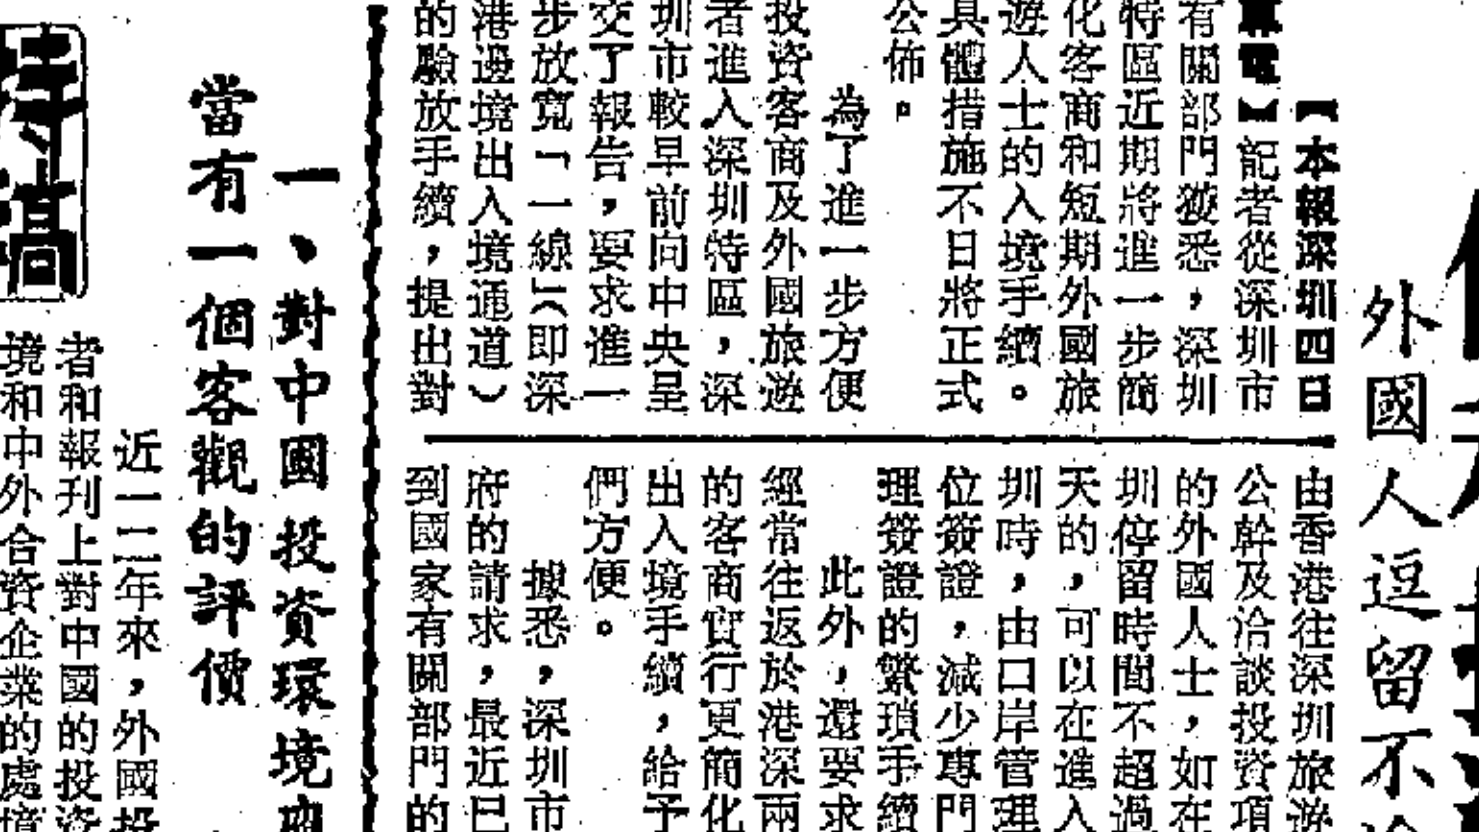 外國人逗留不
【本報深圳四日
電】記者從深圳市
有關部門獲悉，深圳
特區近期將進一步簡
化客商和短期外國旅
遊人士的入境手續。
具體措施不日將正式
公佈。
為了進一步方便
投資客商及外國旅遊
者進入深圳特區，深
圳市較早前向中央呈
交了報告，要求進一
步放寬「一線」（即深
港邊境出入境通道）
的驗放手續，提出對
由香港往深圳旅遊
公幹及洽談投資項
的外國人士，如在
圳停留時間不超過
天的，可以在進入
圳時，由口岸管理
位簽證，減少專門
理簽證的繁瑣手續
此外，還要求
經常往返於港深兩
的客商實行更簡化
出入境手續，給予
們方便。
據悉，深圳市
府的請求，最近已
到國家有關部門的
一、對中國投資環境應
當有一個客觀的評價
特稿
近一二年來，外國投
者和報刊上對中國的投資
境和中外合資企業的處境